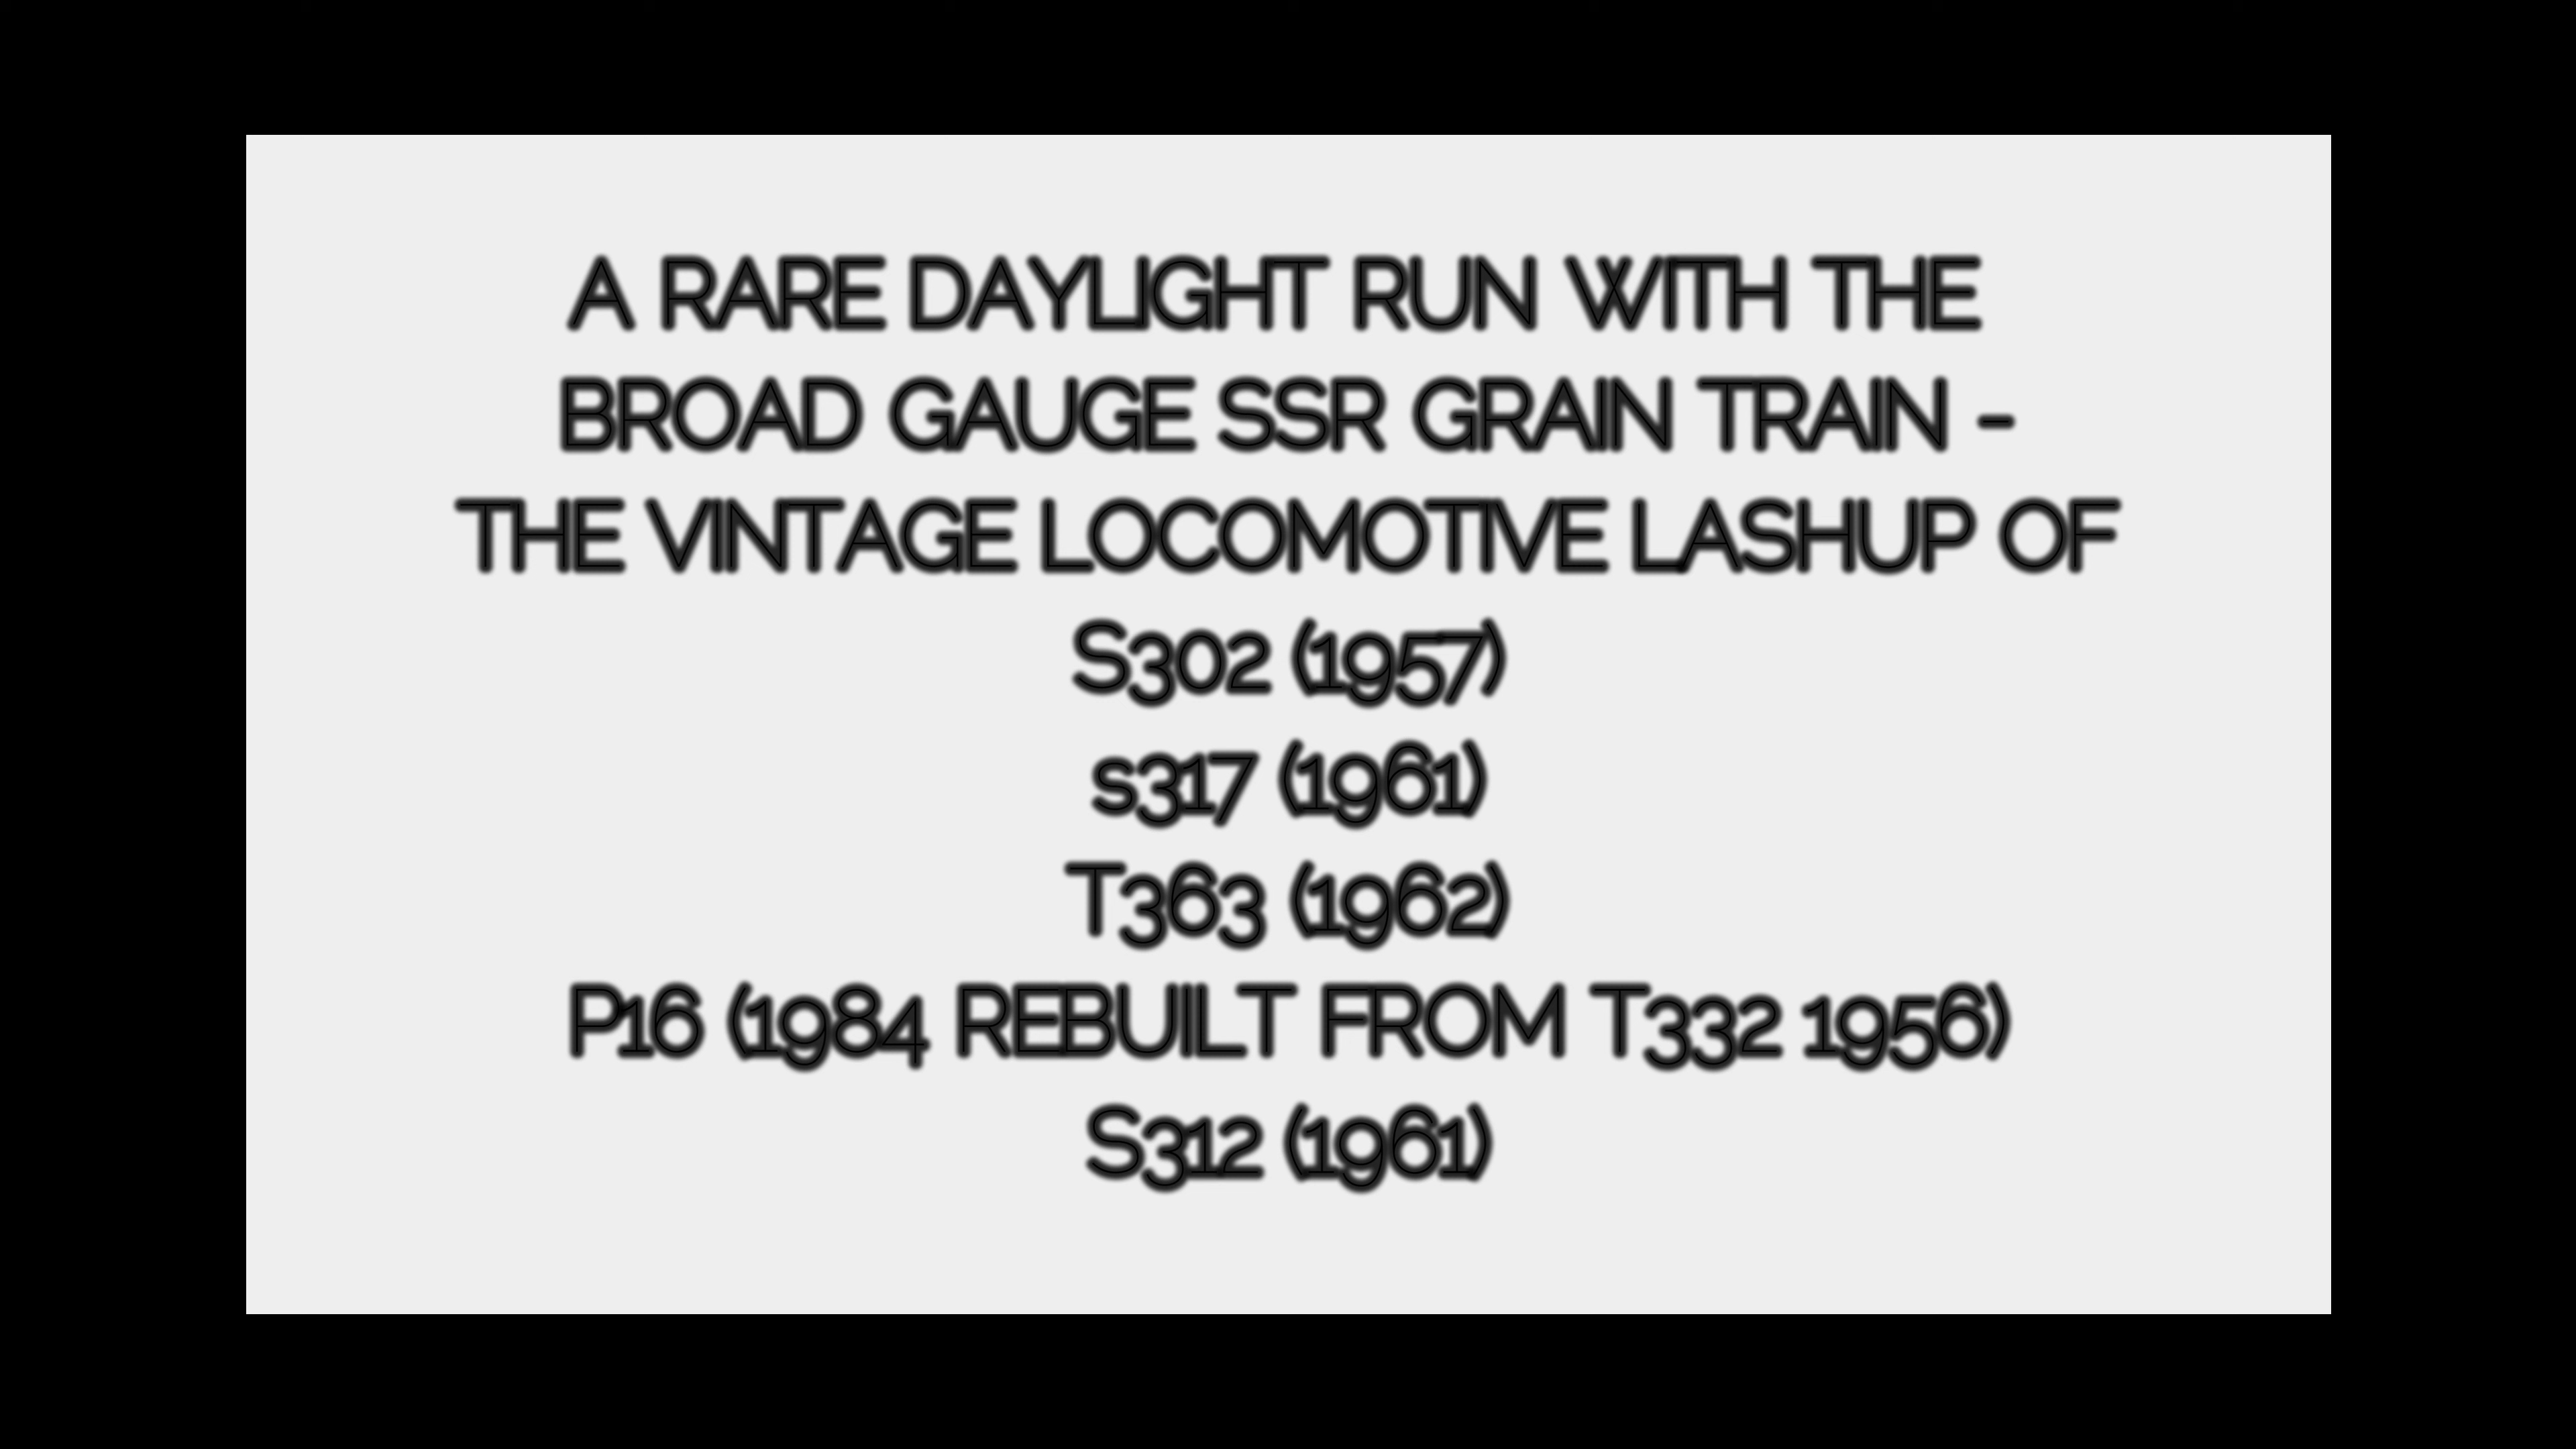 A RARE DAYLIGHT RUN WITH THE
BROAD GAUGE SSR GRAIN TRAIN -
THE VINTAGE LOCOMOTIVE LASHUP OF
S302 (1957)
s317 (1961)
T363 (1962)
P16 (1984 REBUILT FROM T332 1956)
S312 (1961)